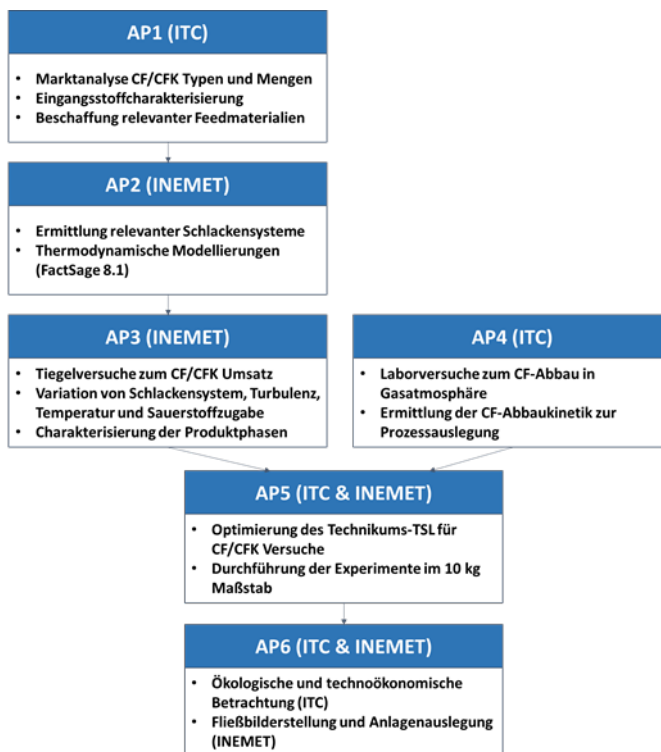 AP1 (ITC)
• Marktanalyse CF/CFK Typen und Mengen
• Eingangsstoffcharakterisierung
• Beschaffung relevanter Feedmaterialien
AP2 (INEMET)
• Ermittlung relevanter Schlackensysteme
• Thermodynamische Modellierungen
(FactSage 8.1)
AP3 (INEMET)
• Tiegelversuche zum CF/CFK Umsatz
• Variation von Schlackensystem, Turbulenz,
Temperatur und Sauerstoffzugabe
• Charakterisierung der Produktphasen
AP4 (ITC)
• Laborversuche zum CF-Abbau in
Gasatmosphäre
• Ermittlung der CF-Abbaukinetik zur
Prozessauslegung
AP5 (ITC & INEMET)
• Optimierung des Technikums-TSL für
CF/CFK Versuche
• Durchführung der Experimente im 10 kg
Maßstab
AP6 (ITC & INEMET)
• Ökologische und technoökonomische
Betrachtung (ITC)
• Fließbilderstellung und Anlagenauslegung
(INEMET)